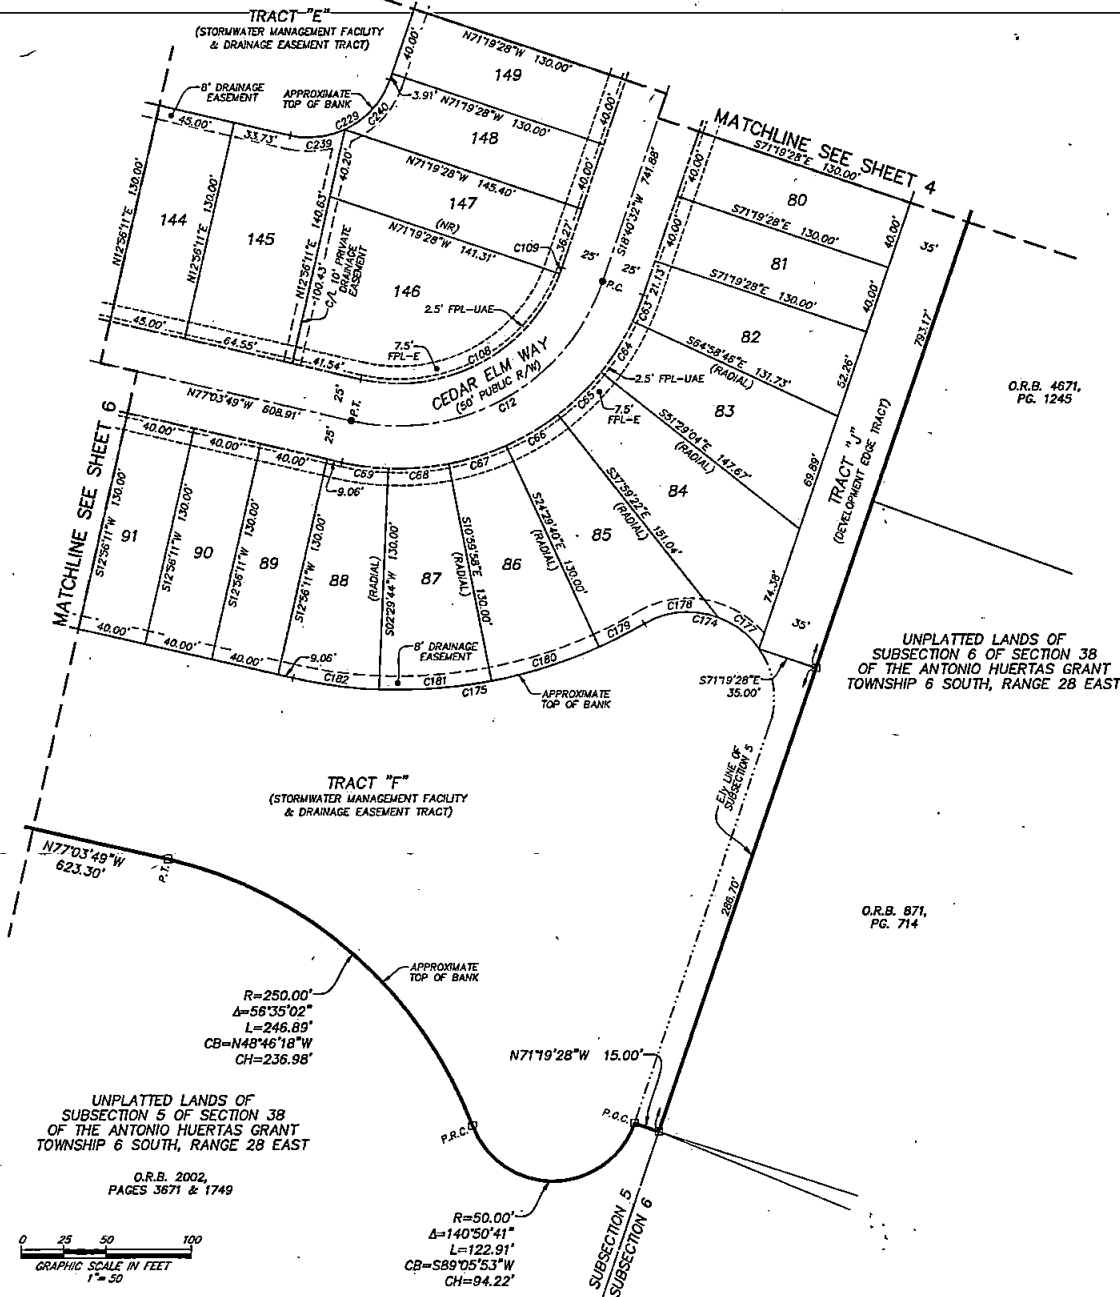 TRACT "E"
(STORMWATER MANAGEMENT FACILITY
& DRAINAGE EASEMENT TRACT)
40.00'
N71°19'28"W 130.00'
149
8' DRAINAGE
EASEMENT
APPROXIMATE
TOP OF BANK
3.91'
N71°19'28"W 130.00'
40.00'
148
C229
C240
C239
45.00'
33.73'
40.20'
N71°19'28"W 145.40'
40.00'
147
(NR)
N71°19'28"W 141.31'
36.27'
C109
N12°56'11"E 130.00'
144
N12°56'11"E 130.00'
145
N12°56'11"E 140.63'
100.43'
C/L 10' PRIVATE
DRAINAGE
EASEMENT
146
2.5' FPL-UAE
7.5'
FPL-E
C108
45.00'
64.55'
41.54'
MATCHLINE SEE SHEET 4
S71°19'28"E 130.00'
80
40.00'
S71°19'28"E 130.00'
40.00'
81
40.00'
40.00'
S71°19'28"E 130.00'
21.13'
82
C63
52.26'
S64°58'46"E 131.73'
(RADIAL)
C64
83
S18°40'32"W 741.88'
25'
25'
P.C.
35'
793.17'
O.R.B. 4671,
PG. 1245
CEDAR ELM WAY
(50' PUBLIC R/W)
C12
25'
P.T.
25'
N77°03'49"W 608.91'
MATCHLINE SEE SHEET 6
2.5' FPL-UAE
C65
7.5'
FPL-E
S51°29'04"E 147.67'
(RADIAL)
69.89'
TRACT "J"
(DEVELOPMENT EDGE TRACT)
84
C66
S37°59'22"E 151.04'
(RADIAL)
74.38'
85
C67
S24°29'40"E 130.00'
(RADIAL)
86
C68
S10°59'58"E 130.00'
(RADIAL)
87
C69
S02°29'44"W 130.00'
(RADIAL)
88
9.06'
40.00'
S12°56'11"W 130.00'
89
40.00'
S12°56'11"W 130.00'
90
40.00'
S12°56'11"W 130.00'
91
S12°56'11"W 130.00'
40.00'
40.00'
40.00'
9.06'
C182
8' DRAINAGE
EASEMENT
C181
C175
C180
C179
C178
C174
C177
35'
APPROXIMATE
TOP OF BANK
S71°19'28"E
35.00'
UNPLATTED LANDS OF
SUBSECTION 6 OF SECTION 38
OF THE ANTONIO HUERTAS GRANT
TOWNSHIP 6 SOUTH, RANGE 28 EAST
TRACT "F"
(STORMWATER MANAGEMENT FACILITY
& DRAINAGE EASEMENT TRACT)
E'ly LINE OF
SUBSECTION 5
N77°03'49"W
623.30'
P.T.
286.70'
O.R.B. 871,
PG. 714
APPROXIMATE
TOP OF BANK
R=250.00'
Δ=56°35'02"
L=246.89'
CB=N48°46'18"W
CH=236.98'
N71°19'28"W 15.00'
P.O.C.
P.R.C.
UNPLATTED LANDS OF
SUBSECTION 5 OF SECTION 38
OF THE ANTONIO HUERTAS GRANT
TOWNSHIP 6 SOUTH, RANGE 28 EAST
O.R.B. 2002,
PAGES 3671 & 1749
R=50.00'
Δ=140°50'41"
L=122.91'
CB=S89°05'53"W
CH=94.22'
SUBSECTION 5
SUBSECTION 6
0 25 50 100
GRAPHIC SCALE IN FEET
1"=50